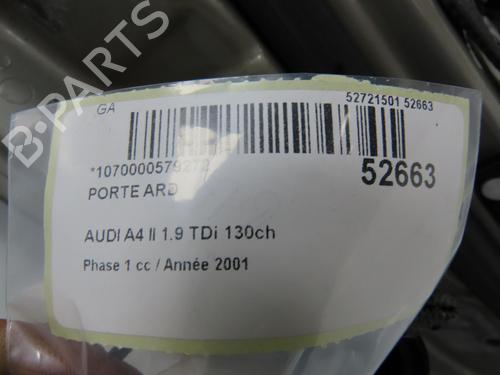 GA
52721501 52663
*1070000579272
52663
PORTE ARD
AUDI A4 II 1.9 TDi 130ch
Phase 1 cc / Année 2001
B-PARTS